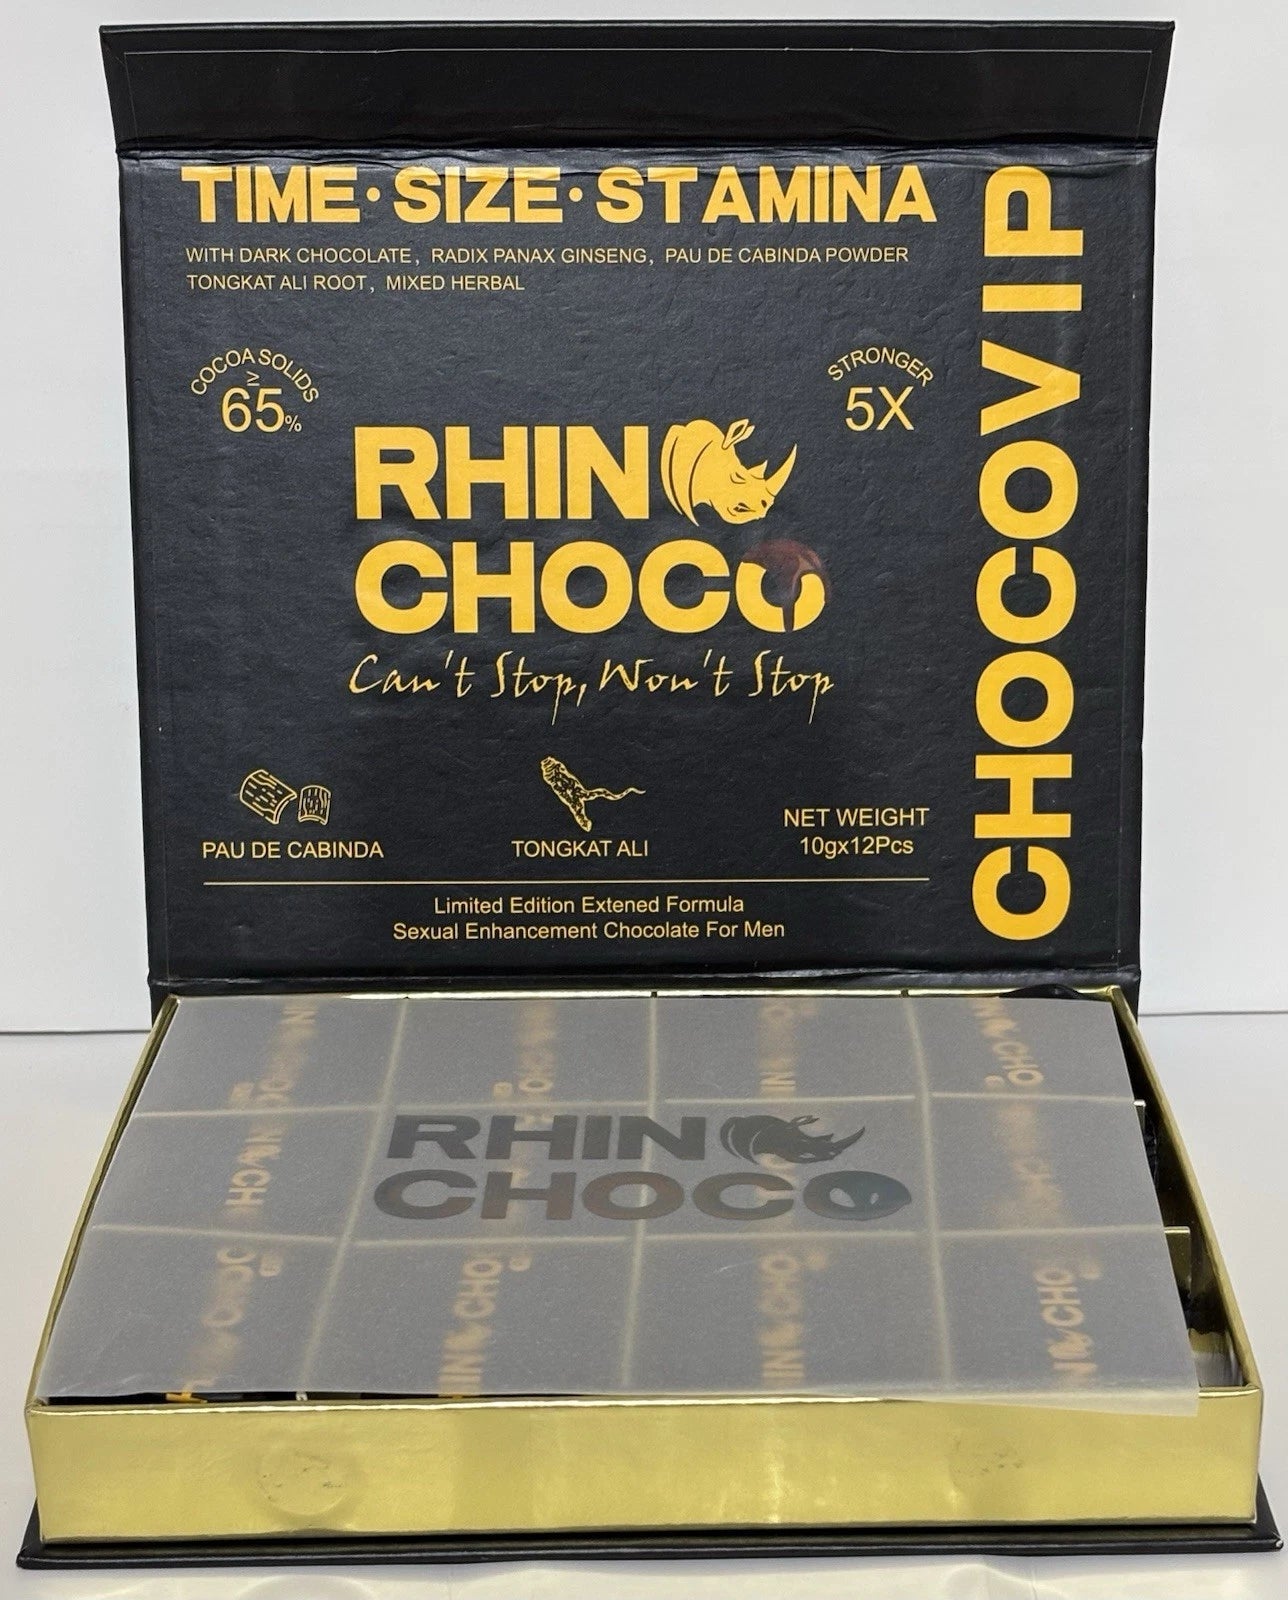 TIME·SIZE·STAMINA
WITH DARK CHOCOLATE, RADIX PANAX GINSENG, PAU DE CABINDA POWDER
TONGKAT ALI ROOT, MIXED HERBAL
COCOA SOLIDS
≥
65%
STRONGER
5X
RHINO
CHOCO
Can't Stop, Won't Stop
PAU DE CABINDA
TONGKAT ALI
NET WEIGHT
10gx12Pcs
Limited Edition Extened Formula
Sexual Enhancement Chocolate For Men
CHOCO VIP
RHINO
CHOCO